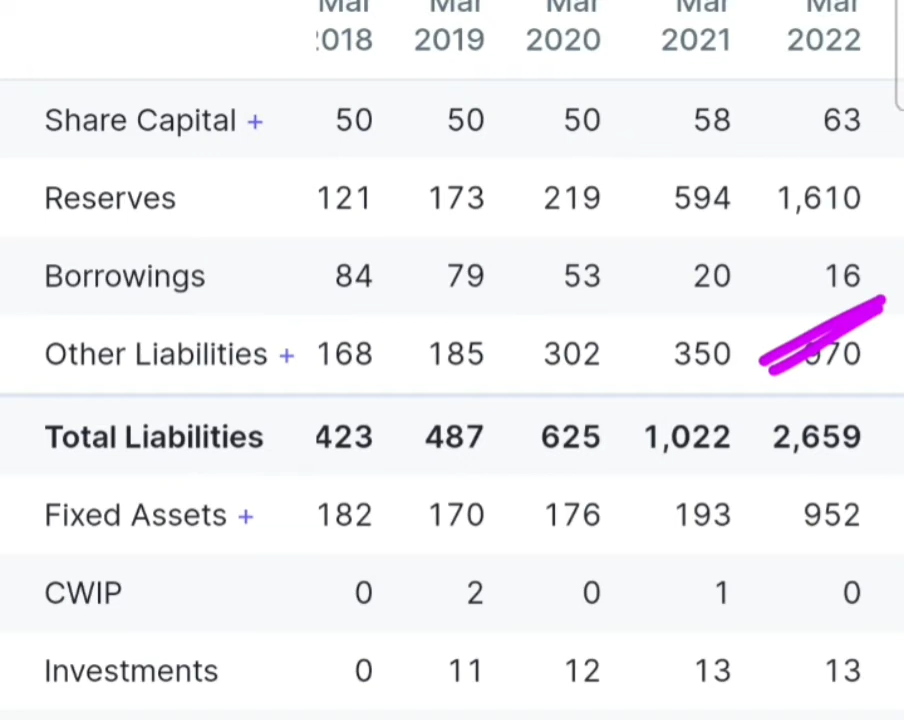 Mar Mar Mar Mar Mar
2018 2019 2020 2021 2022
Share Capital + 50 50 50 58 63
Reserves 121 173 219 594 1,610
Borrowings 84 79 53 20 16
Other Liabilities + 168 185 302 350
Total Liabilities 423 487 625 1,022 2,659
Fixed Assets + 182 170 176 193 952
CWIP 0 2 0 1 0
Investments 0 11 12 13 13